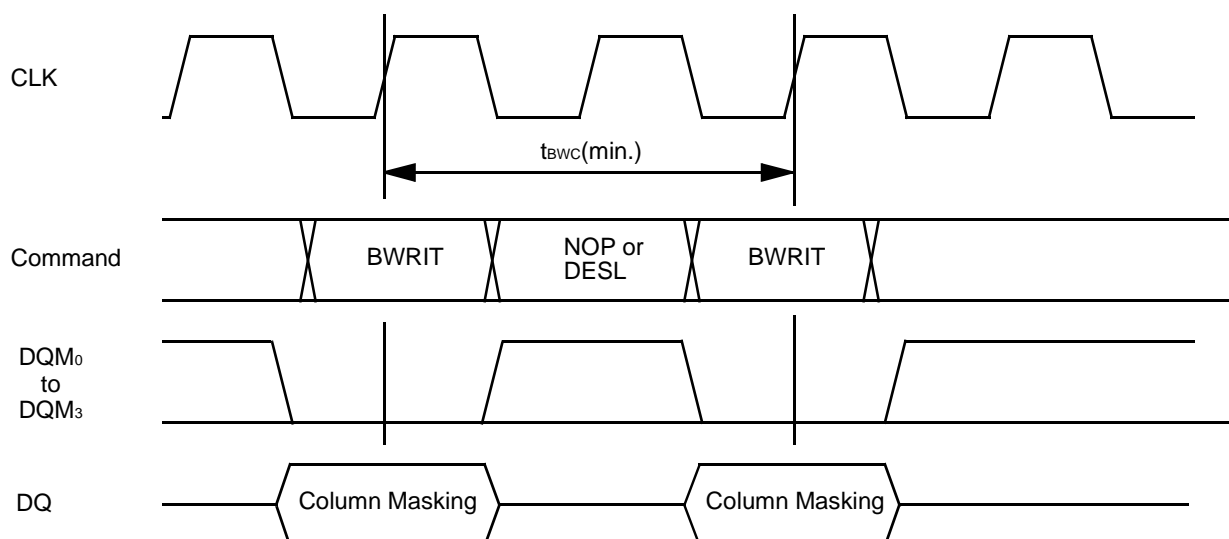 CLK
tBWC(min.)
Command
BWRIT
NOP or
DESL
BWRIT
DQM0
to
DQM3
DQ
Column Masking
Column Masking